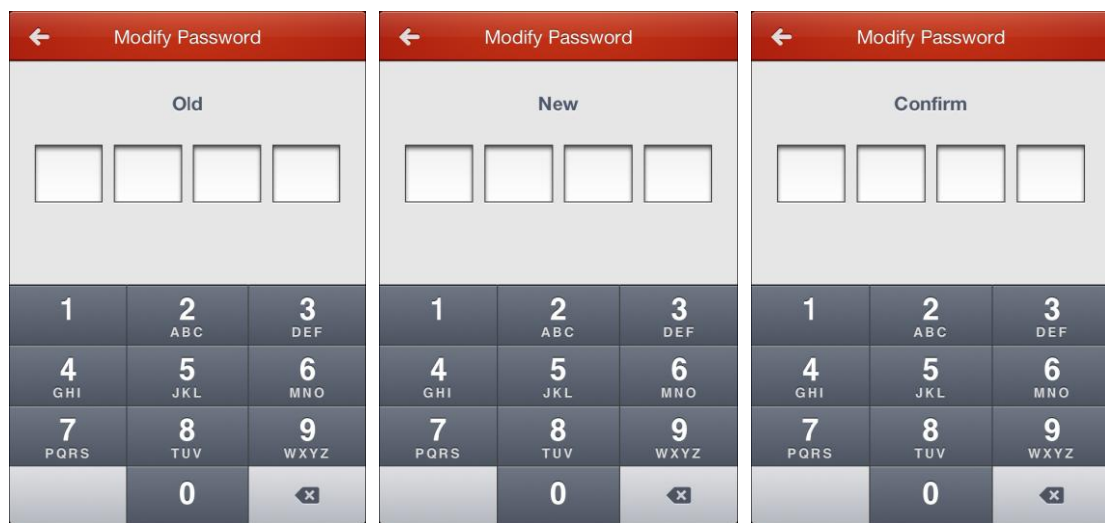 Modify Password
Old
1 2 3
ABC DEF
4 5 6
GHI JKL MNO
7 8 9
PQRS TUV WXYZ
0
Modify Password
New
1 2 3
ABC DEF
4 5 6
GHI JKL MNO
7 8 9
PQRS TUV WXYZ
0
Modify Password
Confirm
1 2 3
ABC DEF
4 5 6
GHI JKL MNO
7 8 9
PQRS TUV WXYZ
0